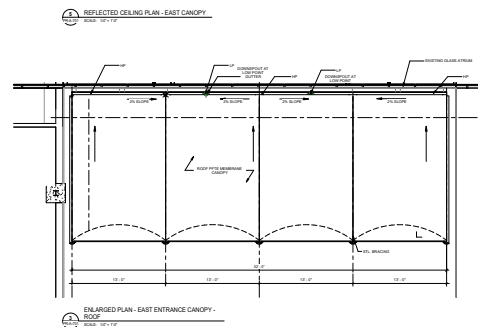 5
REFLECTED CEILING PLAN - EAST CANOPY
SCALE: 1/4" = 1'-0"
HP
LP
DOWNSPOUT AT
LOW POINT
GUTTER
HP
LP
DOWNSPOUT AT
LOW POINT
EXISTING GLASS ATRIUM
HP
2% SLOPE
2% SLOPE
2% SLOPE
2% SLOPE
ROOF PTFE MEMBRANE
CANOPY
STL. BRACING
52' - 0"
13' - 0"
13' - 0"
13' - 0"
13' - 0"
3
ENLARGED PLAN - EAST ENTRANCE CANOPY -
ROOF
SCALE: 1/4" = 1'-0"